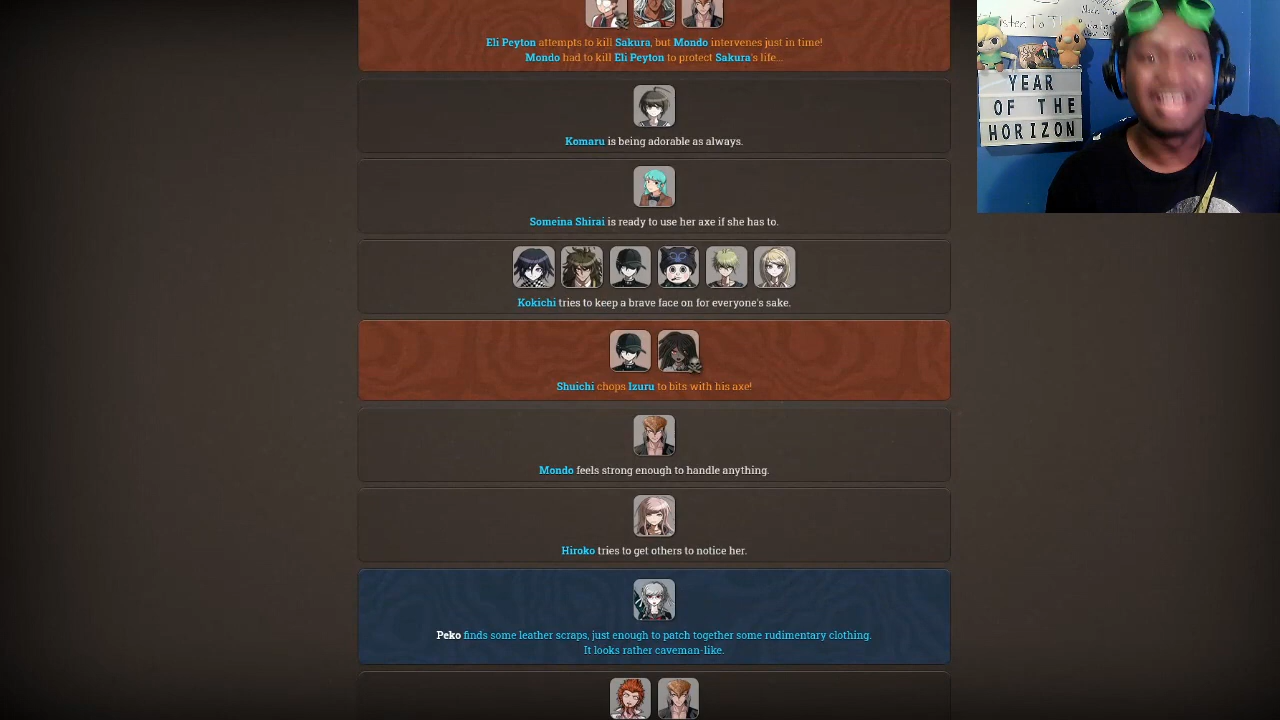 Eli Peyton attempts to kill Sakura, but Mondo intervenes just in time!
Mondo had to kill Eli Peyton to protect Sakura's life...
Komaru is being adorable as always.
Someina Shirai is ready to use her axe if she has to.
Kokichi tries to keep a brave face on for everyone's sake.
Shuichi chops Izuru to bits with his axe!
Mondo feels strong enough to handle anything.
Hiroko tries to get others to notice her.
Peko finds some leather scraps, just enough to patch together some rudimentary clothing.
It looks rather caveman-like.
YEAR
OF THE
HORIZON